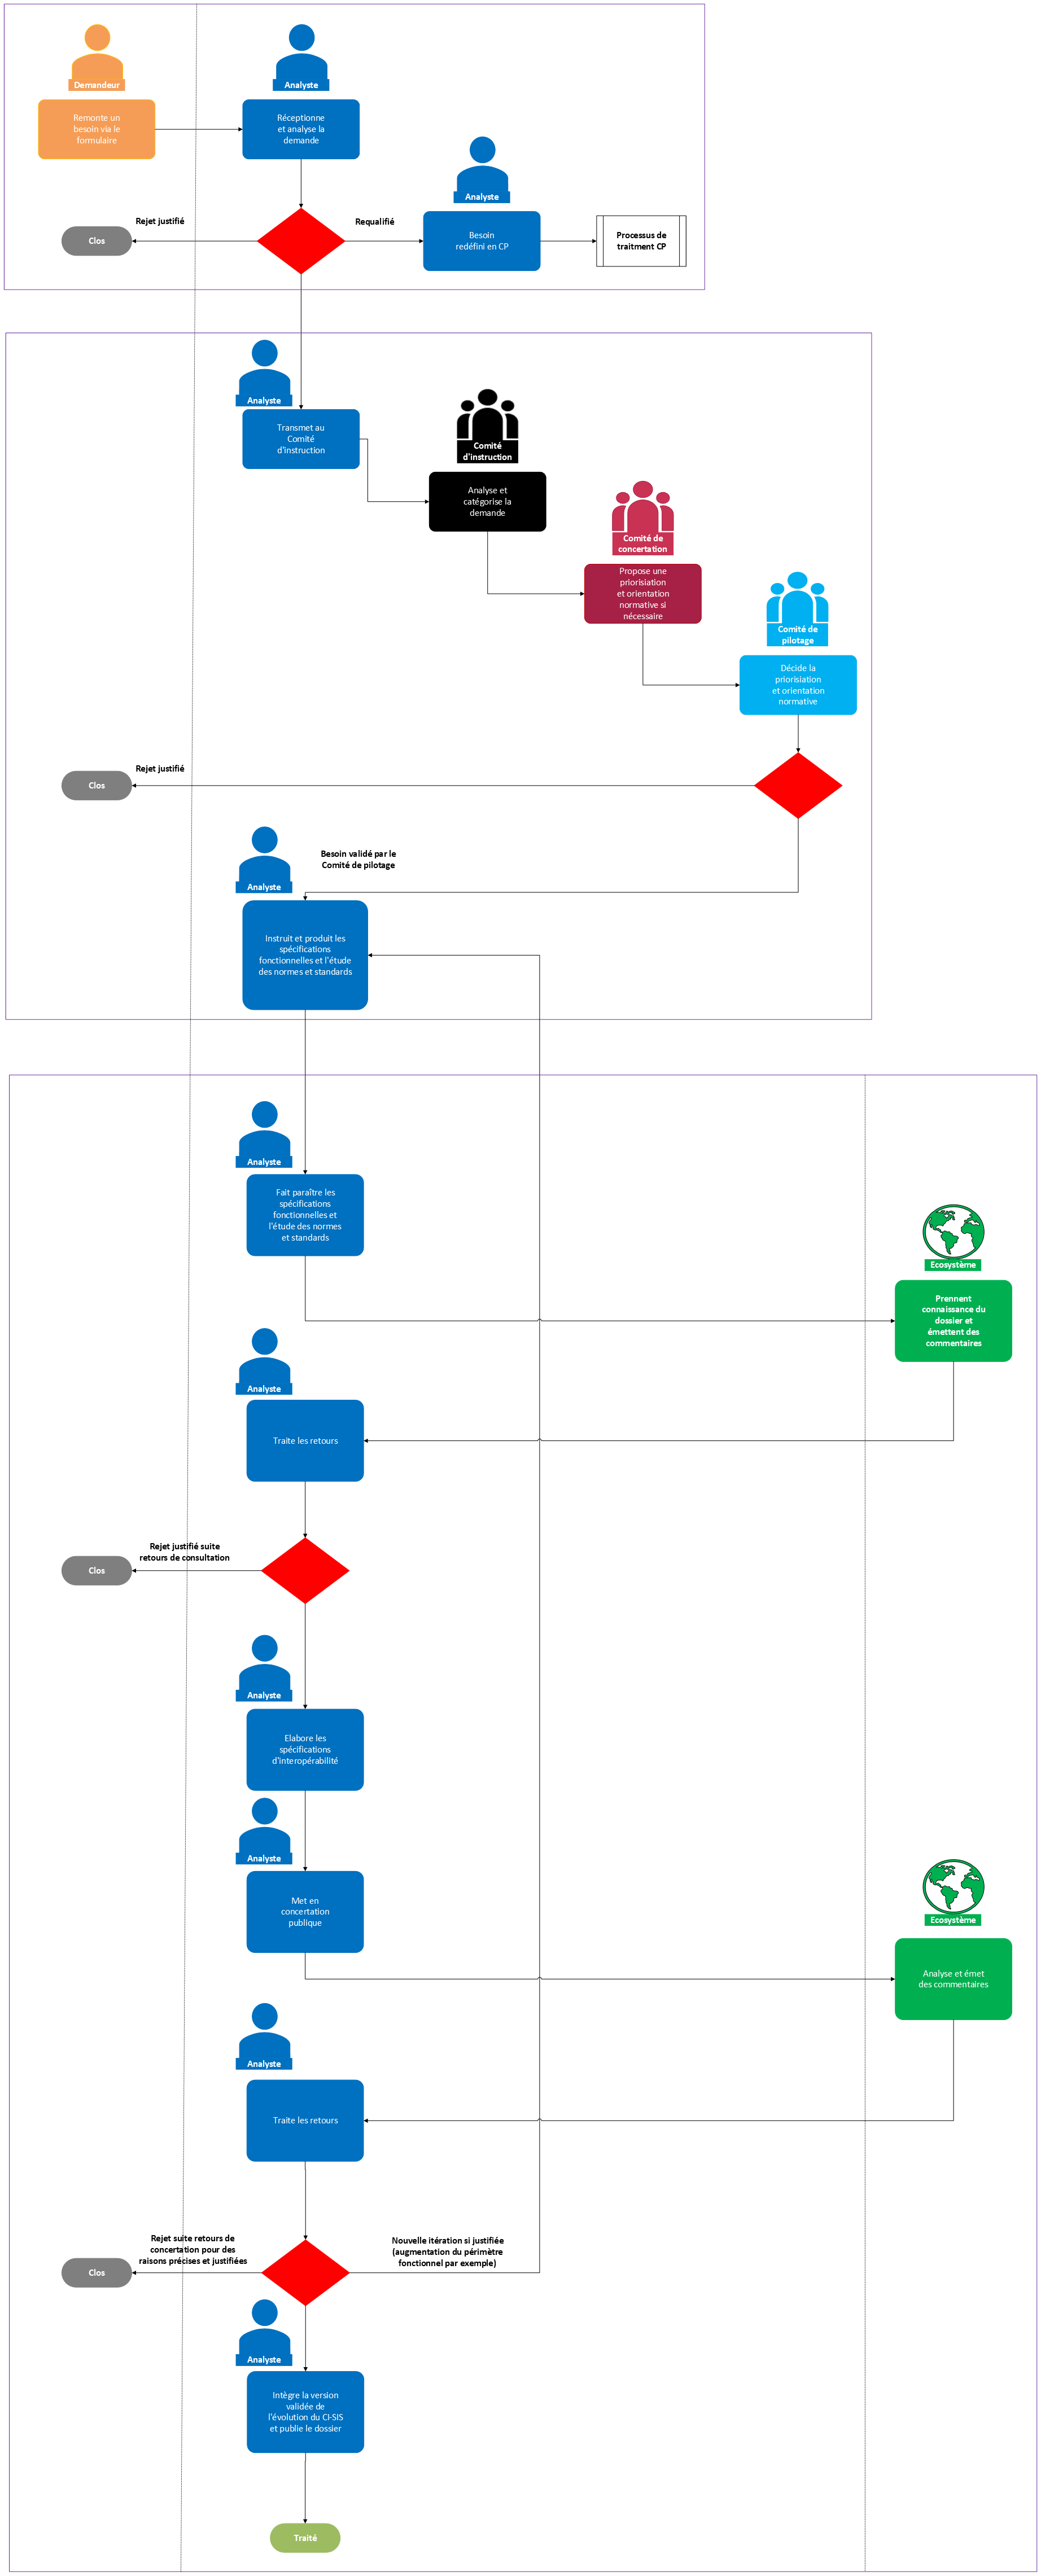 Demandeur
Analyste
Remonte un
besoin via le
formulaire
Réceptionne
et analyse la
demande
Analyste
Rejet justifié
Requalifié
Clos
Besoin
redéfini en CP
Processus de
traitement CP
Analyste
Transmet au
Comité
d'instruction
Comité
d'instruction
Analyse et
catégorise la
demande
Comité de
concertation
Propose une
priorisiation
et orientation
normative si
nécessaire
Comité de
pilotage
Décide la
priorisiation
et orientation
normative
Rejet justifié
Clos
Besoin validé par le
Comité de pilotage
Analyste
Instruit et produit les
spécifications
fonctionnelles et l'étude
des normes et standards
Analyste
Fait paraître les
spécifications
fonctionnelles et
l'étude des normes
et standards
Ecosystème
Prennent
connaissance du
dossier et
émettent des
commentaires
Analyste
Traite les retours
Rejet justifié suite
retours de consultation
Clos
Analyste
Elabore les
spécifications
d'interopérabilité
Analyste
Met en
concertation
publique
Ecosystème
Analyse et émet
des commentaires
Analyste
Traite les retours
Rejet suite retours de
concertation pour des
raisons précises et justifiées
Nouvelle itération si justifiée
(augmentation du périmètre
fonctionnel par exemple)
Clos
Analyste
Intègre la version
validée de
l'évolution du CI-SIS
et publie le dossier
Traité